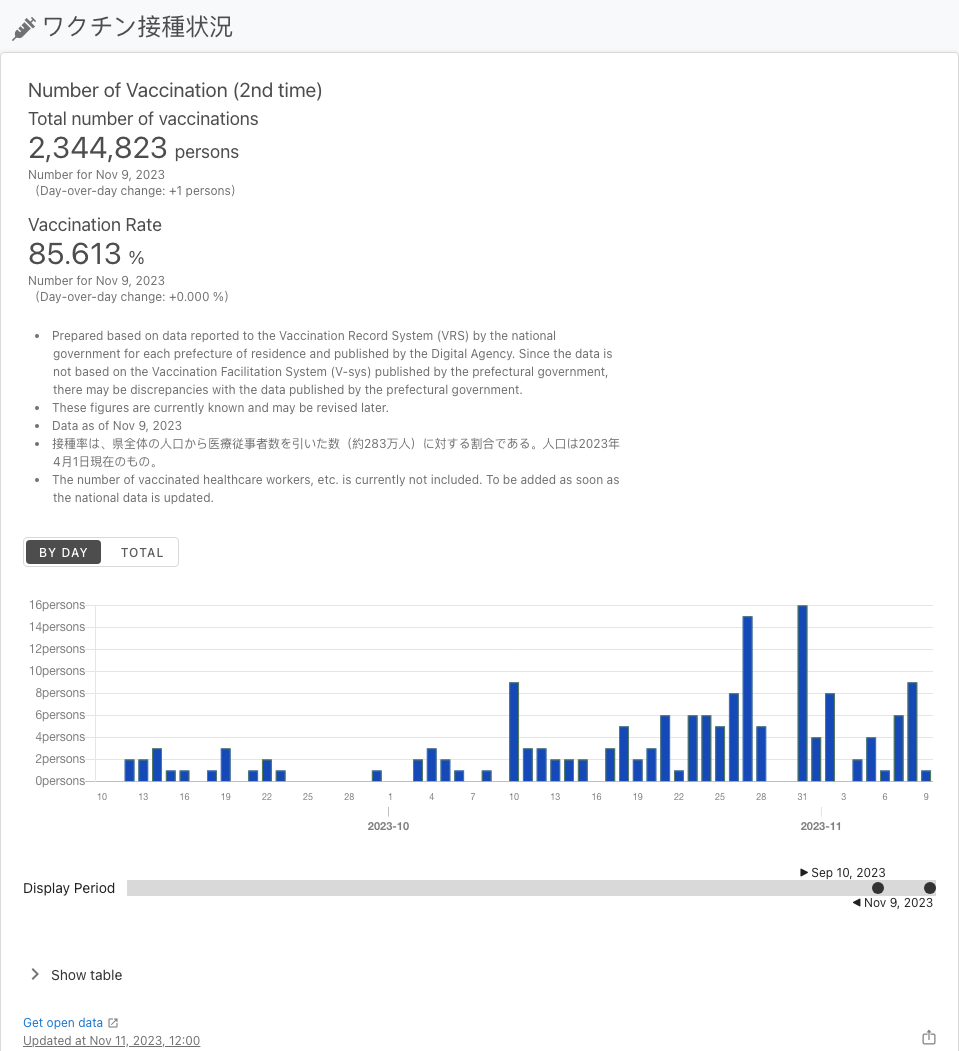 ワクチン接種状況
Number of Vaccination (2nd time)
Total number of vaccinations
2,344,823 persons
Number for Nov 9, 2023
(Day-over-day change: +1 persons)
Vaccination Rate
85.613 %
Number for Nov 9, 2023
(Day-over-day change: +0.000 %)
• Prepared based on data reported to the Vaccination Record System (VRS) by the national
government for each prefecture of residence and published by the Digital Agency. Since the data is
not based on the Vaccination Facilitation System (V-sys) published by the prefectural government,
there may be discrepancies with the data published by the prefectural government.
• These figures are currently known and may be revised later.
• Data as of Nov 9, 2023
• 接種率は、県全体の人口から医療従事者数を引いた数（約283万人）に対する割合である。人口は2023年
4月1日現在のもの。
• The number of vaccinated healthcare workers, etc. is currently not included. To be added as soon as
the national data is updated.
BY DAY TOTAL
16persons
14persons
12persons
10persons
8persons
6persons
4persons
2persons
0persons
10 13 16 19 22 25 28 1 4 7 10 13 16 19 22 25 28 31 3 6 9
2023-10 2023-11
Sep 10, 2023
Display Period
Nov 9, 2023
Show table
Get open data
Updated at Nov 11, 2023, 12:00